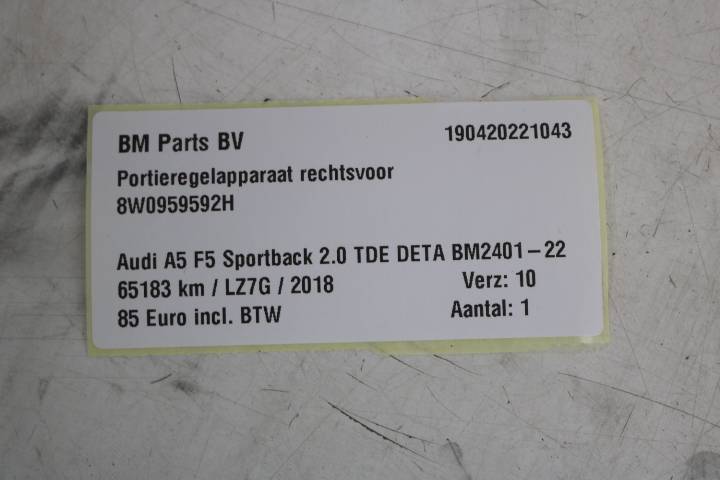 BM Parts BV 190420221043
Portieregelapparaat rechtsvoor
8W0959592H
Audi A5 F5 Sportback 2.0 TDE DETA BM2401-22
65183 km / LZ7G / 2018 Verz: 10
85 Euro incl. BTW Aantal: 1